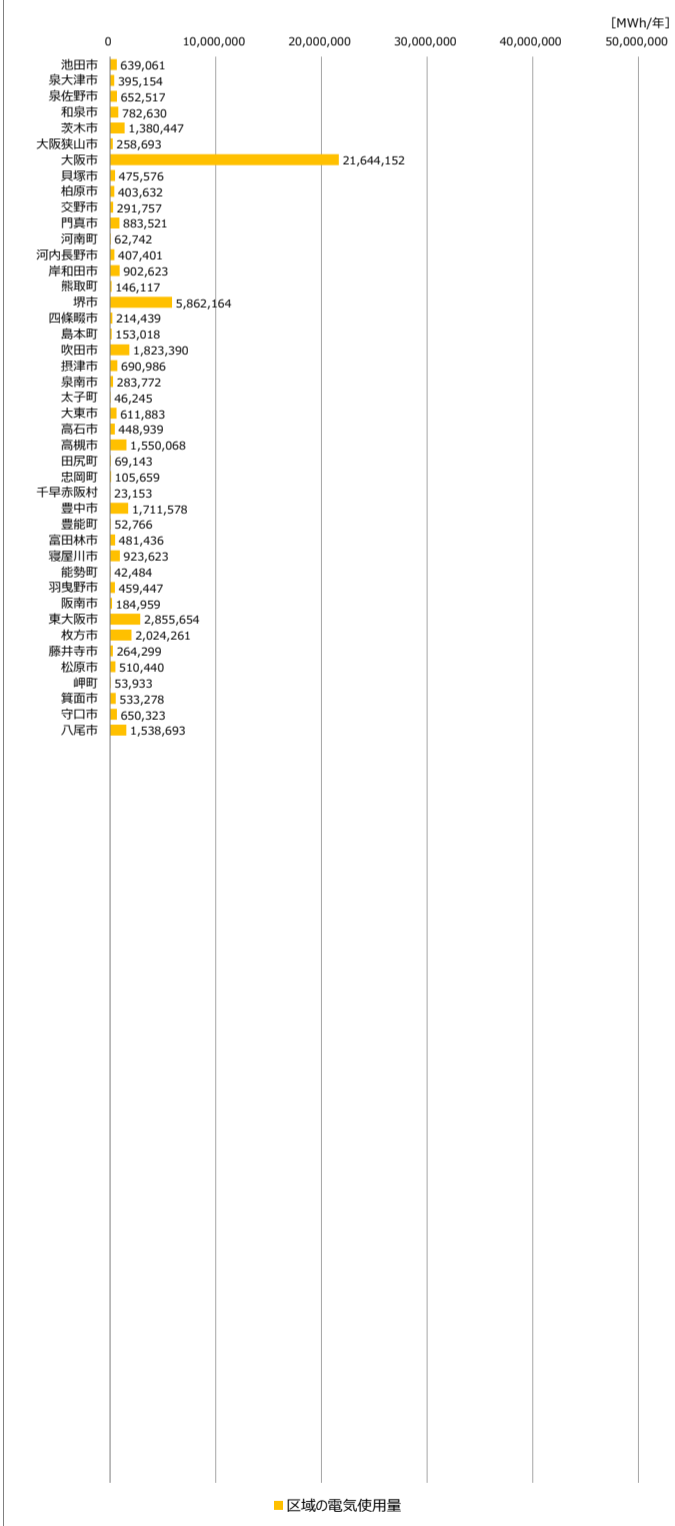 [MWh/年]
0 10,000,000 20,000,000 30,000,000 40,000,000 50,000,000
池田市 639,061
泉大津市 395,154
泉佐野市 652,517
和泉市 782,630
茨木市 1,380,447
大阪狭山市 258,693
大阪市 21,644,152
貝塚市 475,576
柏原市 403,632
交野市 291,757
門真市 883,521
河南町 62,742
河内長野市 407,401
岸和田市 902,623
熊取町 146,117
堺市 5,862,164
四條畷市 214,439
島本町 153,018
吹田市 1,823,390
摂津市 690,986
泉南市 283,772
太子町 46,245
大東市 611,883
高石市 448,939
高槻市 1,550,068
田尻町 69,143
忠岡町 105,659
千早赤阪村 23,153
豊中市 1,711,578
豊能町 52,766
富田林市 481,436
寝屋川市 923,623
能勢町 42,484
羽曳野市 459,447
阪南市 184,959
東大阪市 2,855,654
枚方市 2,024,261
藤井寺市 264,299
松原市 510,440
岬町 53,933
箕面市 533,278
守口市 650,323
八尾市 1,538,693
区域の電気使用量